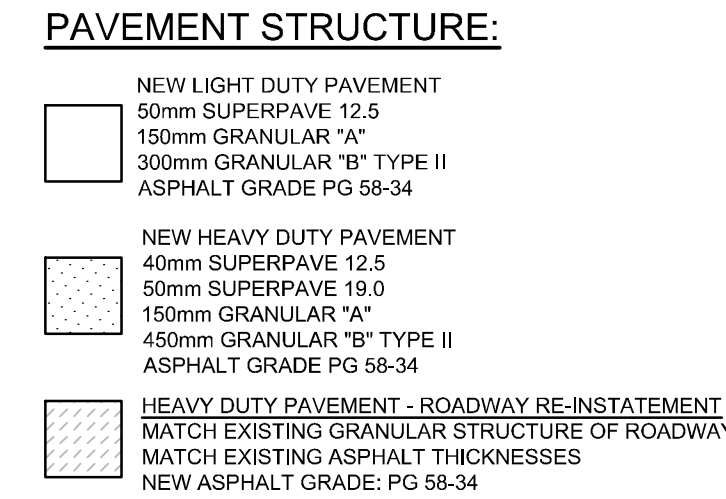 PAVEMENT STRUCTURE:
NEW LIGHT DUTY PAVEMENT
50mm SUPERPAVE 12.5
150mm GRANULAR "A"
300mm GRANULAR "B" TYPE II
ASPHALT GRADE PG 58-34
NEW HEAVY DUTY PAVEMENT
40mm SUPERPAVE 12.5
50mm SUPERPAVE 19.0
150mm GRANULAR "A"
450mm GRANULAR "B" TYPE II
ASPHALT GRADE PG 58-34
HEAVY DUTY PAVEMENT - ROADWAY RE-INSTATEMENT
MATCH EXISTING GRANULAR STRUCTURE OF ROADWAY
MATCH EXISTING ASPHALT THICKNESSES
NEW ASPHALT GRADE: PG 58-34